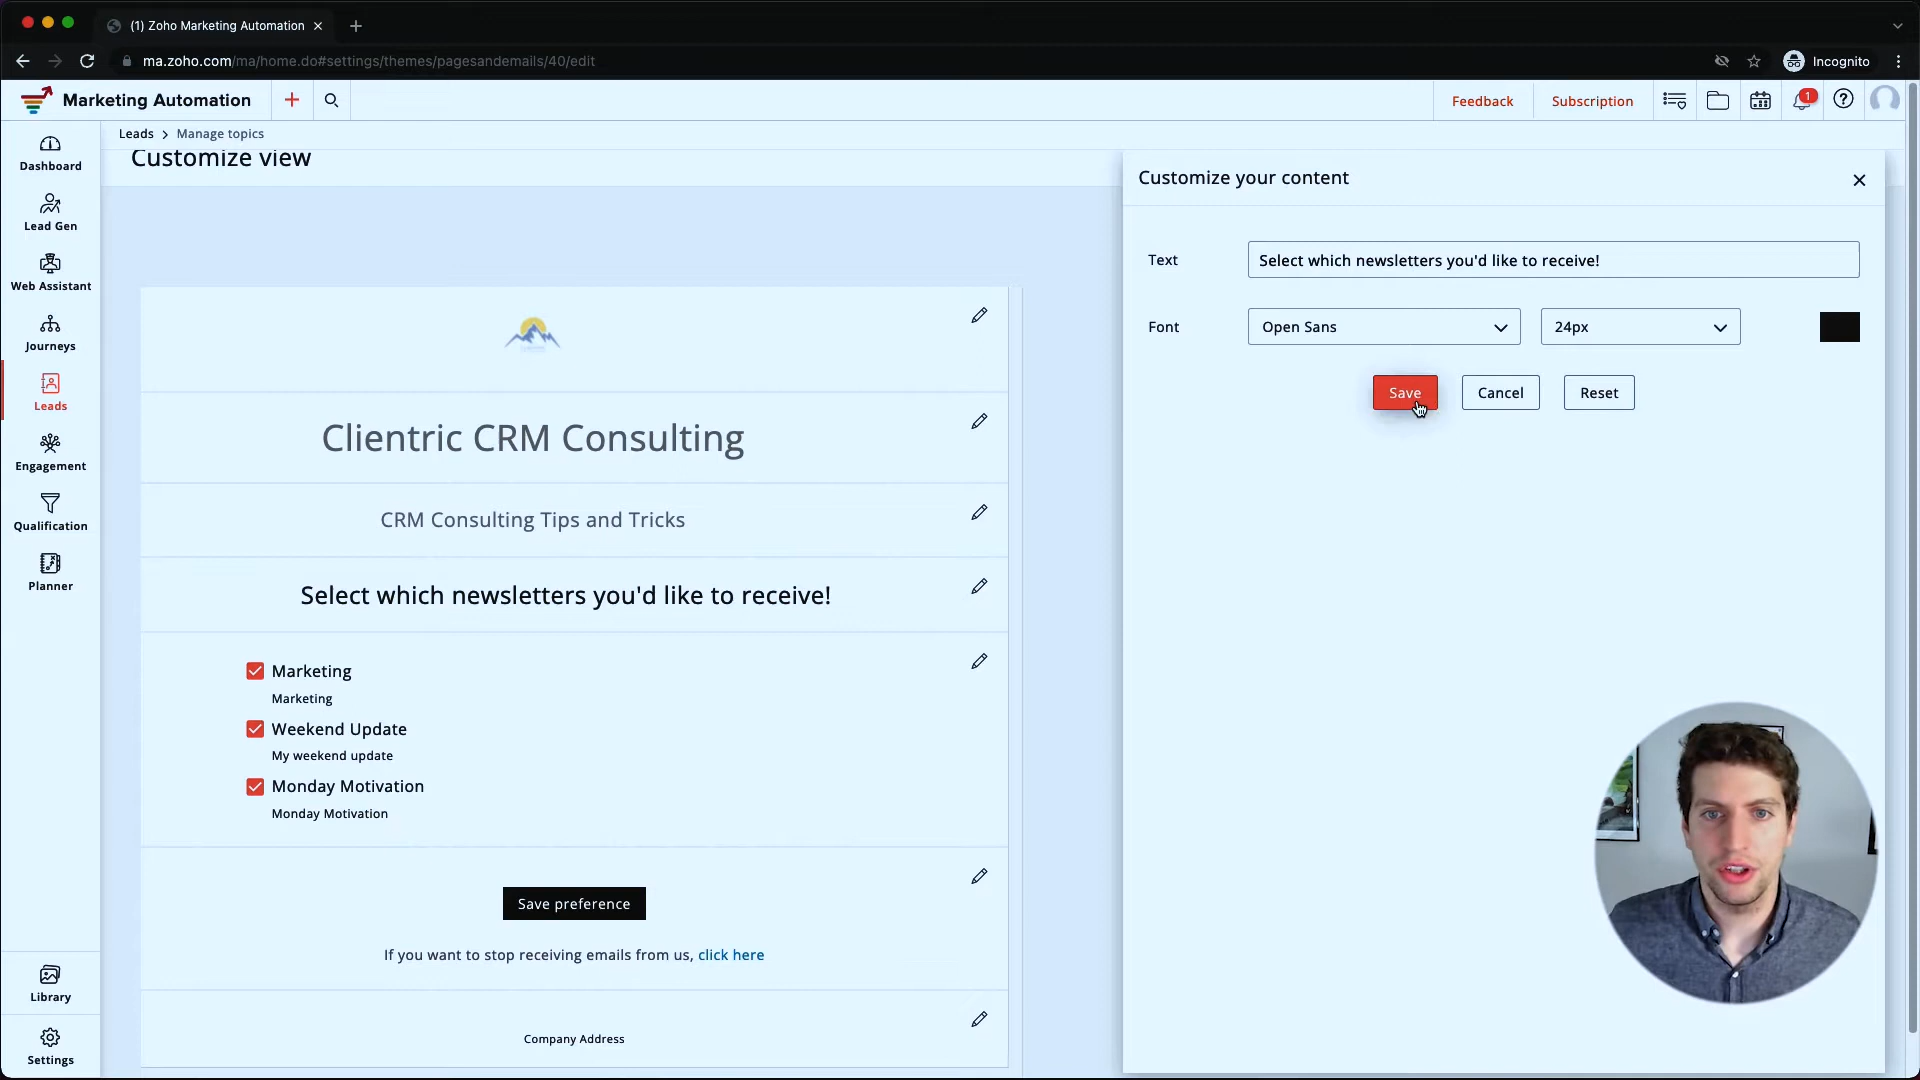 (1) Zoho Marketing Automation
ma.zoho.com/ma/home.do#settings/themes/pagesandemails/40/edit
Incognito
Marketing Automation
Feedback
Subscription
1
Leads > Manage topics
Customize view
Dashboard
Lead Gen
Web Assistant
Journeys
Leads
Engagement
Qualification
Planner
Library
Settings
Clientric CRM Consulting
CRM Consulting Tips and Tricks
Select which newsletters you'd like to receive!
Marketing
Marketing
Weekend Update
My weekend update
Monday Motivation
Monday Motivation
Save preference
If you want to stop receiving emails from us, click here
Company Address
Customize your content
Text
Select which newsletters you'd like to receive!
Font
Open Sans
24px
Save
Cancel
Reset